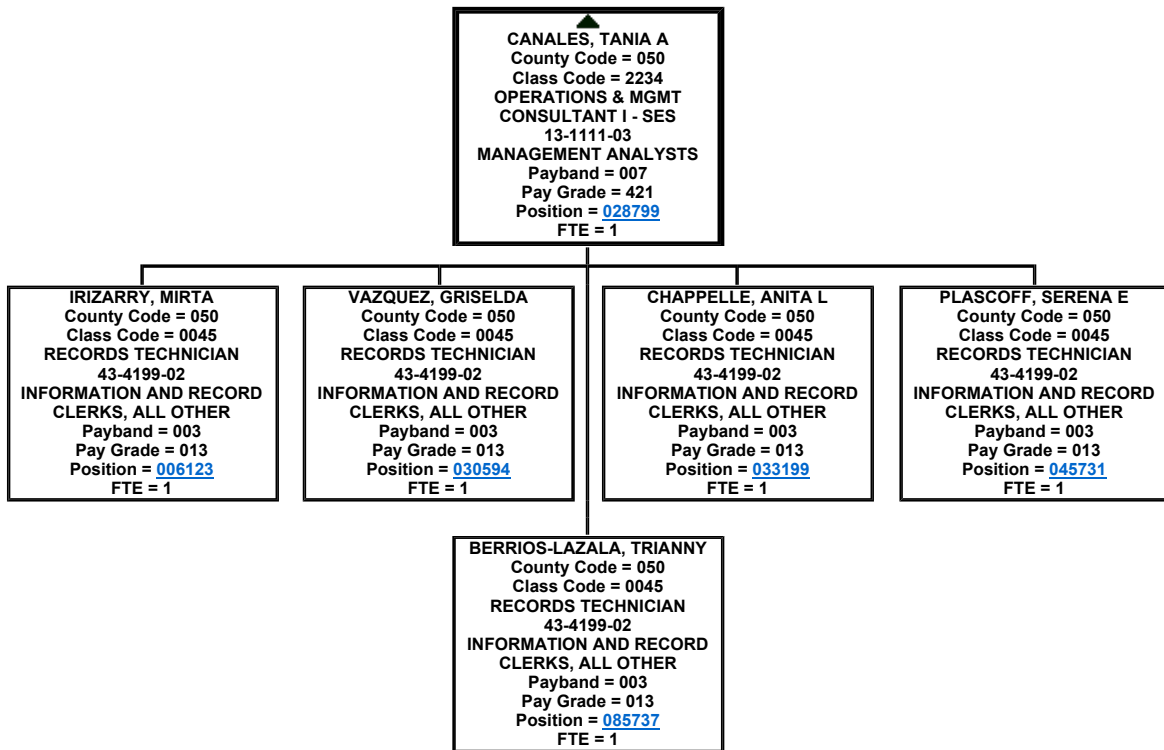 CANALES, TANIA A
County Code = 050
Class Code = 2234
OPERATIONS & MGMT
CONSULTANT I - SES
13-1111-03
MANAGEMENT ANALYSTS
Payband = 007
Pay Grade = 421
Position = 028799
FTE = 1
IRIZARRY, MIRTA
County Code = 050
Class Code = 0045
RECORDS TECHNICIAN
43-4199-02
INFORMATION AND RECORD
CLERKS, ALL OTHER
Payband = 003
Pay Grade = 013
Position = 006123
FTE = 1
VAZQUEZ, GRISELDA
County Code = 050
Class Code = 0045
RECORDS TECHNICIAN
43-4199-02
INFORMATION AND RECORD
CLERKS, ALL OTHER
Payband = 003
Pay Grade = 013
Position = 030594
FTE = 1
CHAPPELLE, ANITA L
County Code = 050
Class Code = 0045
RECORDS TECHNICIAN
43-4199-02
INFORMATION AND RECORD
CLERKS, ALL OTHER
Payband = 003
Pay Grade = 013
Position = 033199
FTE = 1
PLASCOFF, SERENA E
County Code = 050
Class Code = 0045
RECORDS TECHNICIAN
43-4199-02
INFORMATION AND RECORD
CLERKS, ALL OTHER
Payband = 003
Pay Grade = 013
Position = 045731
FTE = 1
BERRIOS-LAZALA, TRIANNY
County Code = 050
Class Code = 0045
RECORDS TECHNICIAN
43-4199-02
INFORMATION AND RECORD
CLERKS, ALL OTHER
Payband = 003
Pay Grade = 013
Position = 085737
FTE = 1